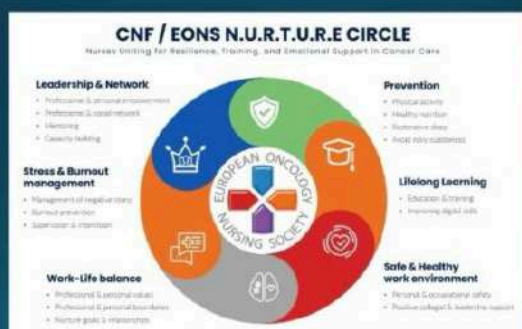 CNF / EONS N.U.R.T.U.R.E CIRCLE
Nurses Uniting for Resilience, Training, and Emotional Support in Cancer Care
Leadership & Network
Professional & personal empowerment
Professional & social network
Mentoring
Capacity building
Stress & Burnout
management
Management of negative stress
Burnout prevention
Supervision & intervision
Work-Life balance
Professional & personal values
Professional & personal boundaries
Nurture goals & relationships
EUROPEAN ONCOLOGY
NURSING SOCIETY
Prevention
Physical activity
Healthy nutrition
Restorative sleep
Avoid risky substances
Lifelong Learning
Education & training
Improving digital skills
Safe & Healthy
work environment
Personal & occupational safety
Positive collegial & leadership support